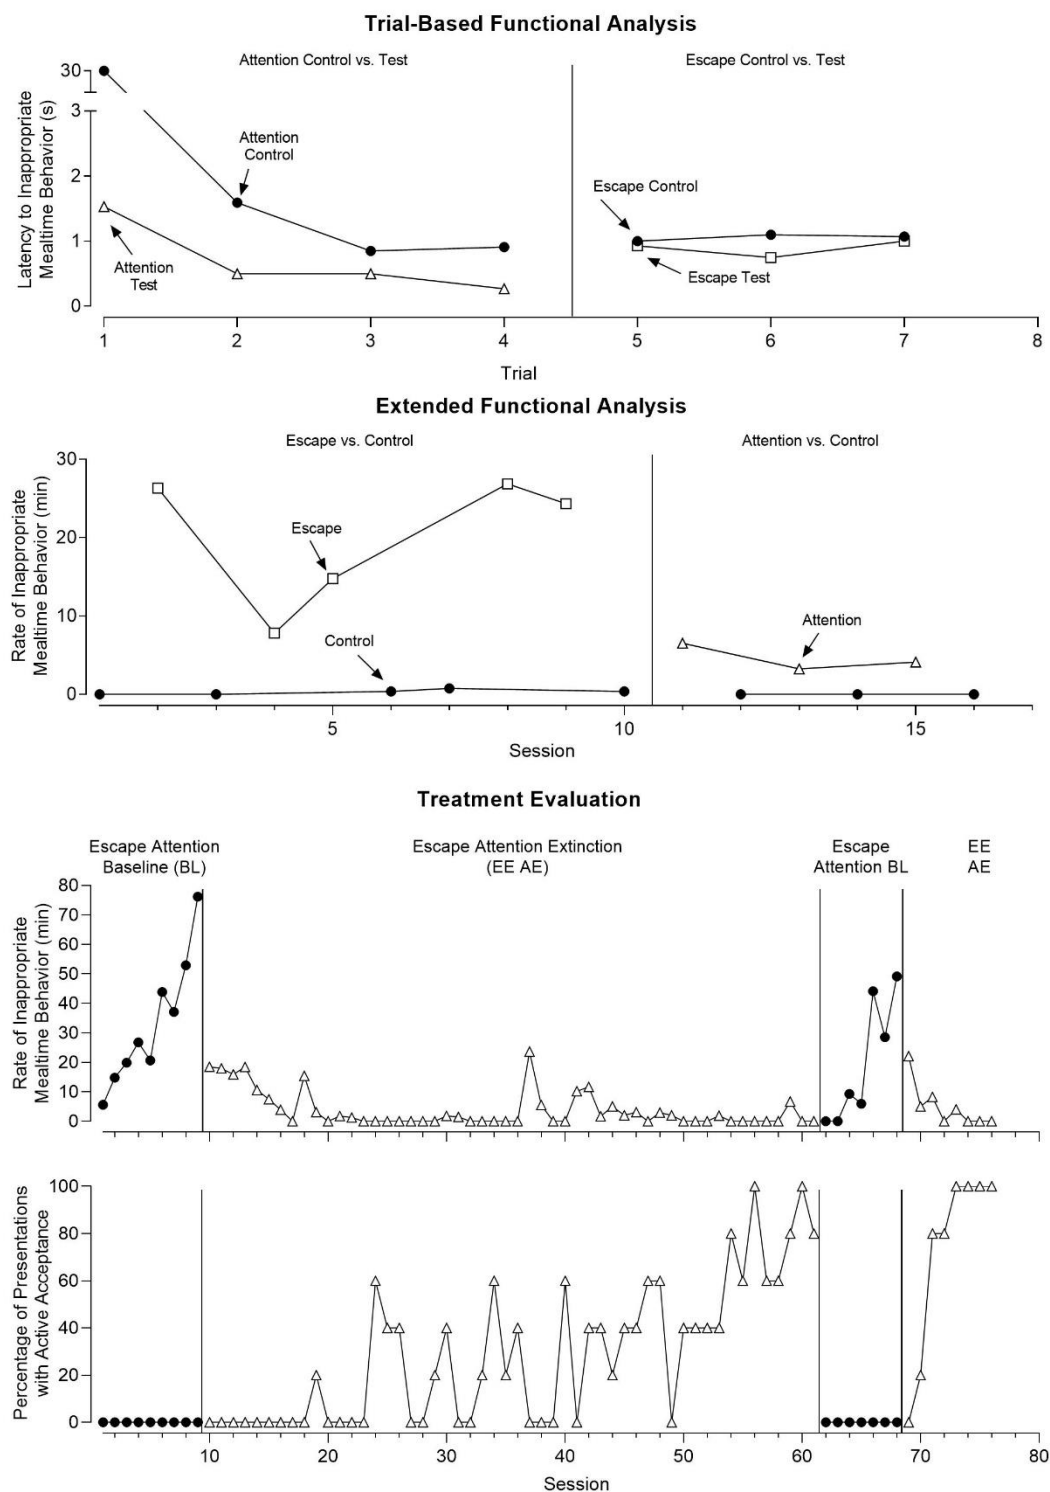 Trial-Based Functional Analysis
Attention Control vs. Test
Escape Control vs. Test
Latency to Inappropriate
Mealtime Behavior (s)
30
3
2
1
0
Attention
Control
Attention
Test
Escape Control
Escape Test
1 2 3 4 5 6 7 8
Trial
Extended Functional Analysis
Escape vs. Control
Attention vs. Control
Rate of Inappropriate
Mealtime Behavior (min)
30
20
10
0
Escape
Control
Attention
5 10 15
Session
Treatment Evaluation
Escape Attention
Baseline (BL)
Escape Attention Extinction
(EE AE)
Escape
Attention BL
EE
AE
Rate of Inappropriate
Mealtime Behavior (min)
80
70
60
50
40
30
20
10
0
Percentage of Presentations
with Active Acceptance
100
80
60
40
20
0
10 20 30 40 50 60 70 80
Session